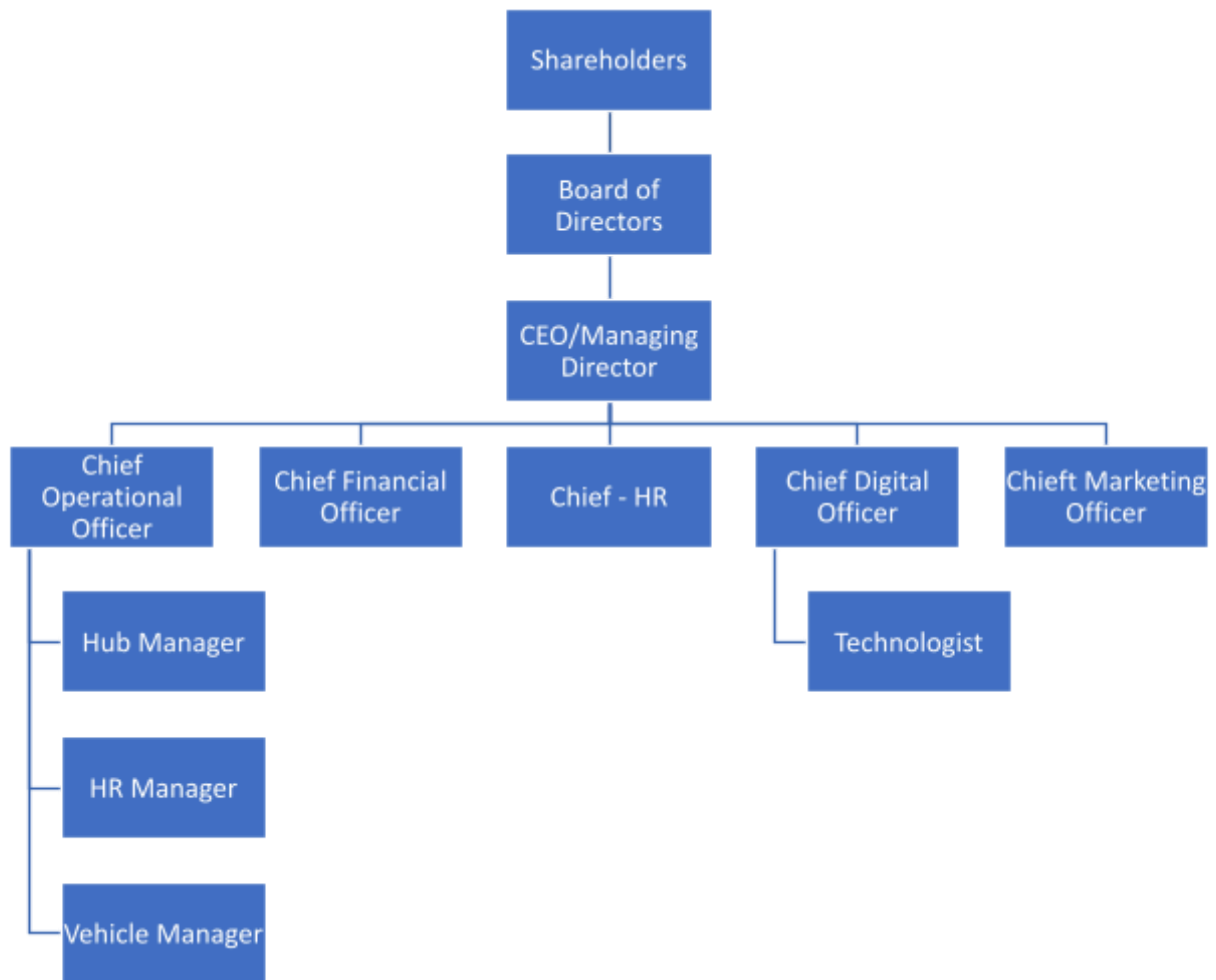 Shareholders
Board of
Directors
CEO/Managing
Director
Chief
Operational
Officer
Chief Financial
Officer
Chief - HR
Chief Digital
Officer
Chieft Marketing
Officer
Hub Manager
Technologist
HR Manager
Vehicle Manager